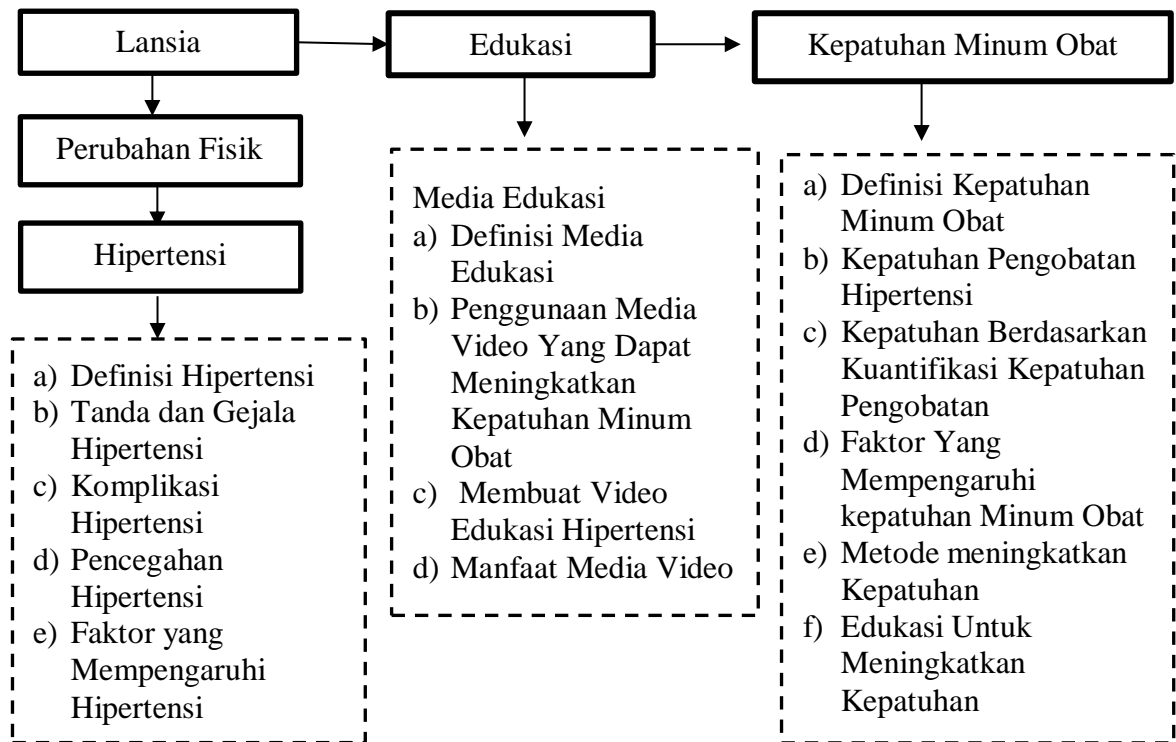 Lansia
Edukasi
Kepatuhan Minum Obat
Perubahan Fisik
Hipertensi
a) Definisi Hipertensi
b) Tanda dan Gejala
Hipertensi
c) Komplikasi
Hipertensi
d) Pencegahan
Hipertensi
e) Faktor yang
Mempengaruhi
Hipertensi
Media Edukasi
a) Definisi Media
Edukasi
b) Penggunaan Media
Video Yang Dapat
Meningkatkan
Kepatuhan Minum
Obat
c) Membuat Video
Edukasi Hipertensi
d) Manfaat Media Video
a) Definisi Kepatuhan
Minum Obat
b) Kepatuhan Pengobatan
Hipertensi
c) Kepatuhan Berdasarkan
Kuantifikasi Kepatuhan
Pengobatan
d) Faktor Yang
Mempengaruhi
kepatuhan Minum Obat
e) Metode meningkatkan
Kepatuhan
f) Edukasi Untuk
Meningkatkan
Kepatuhan